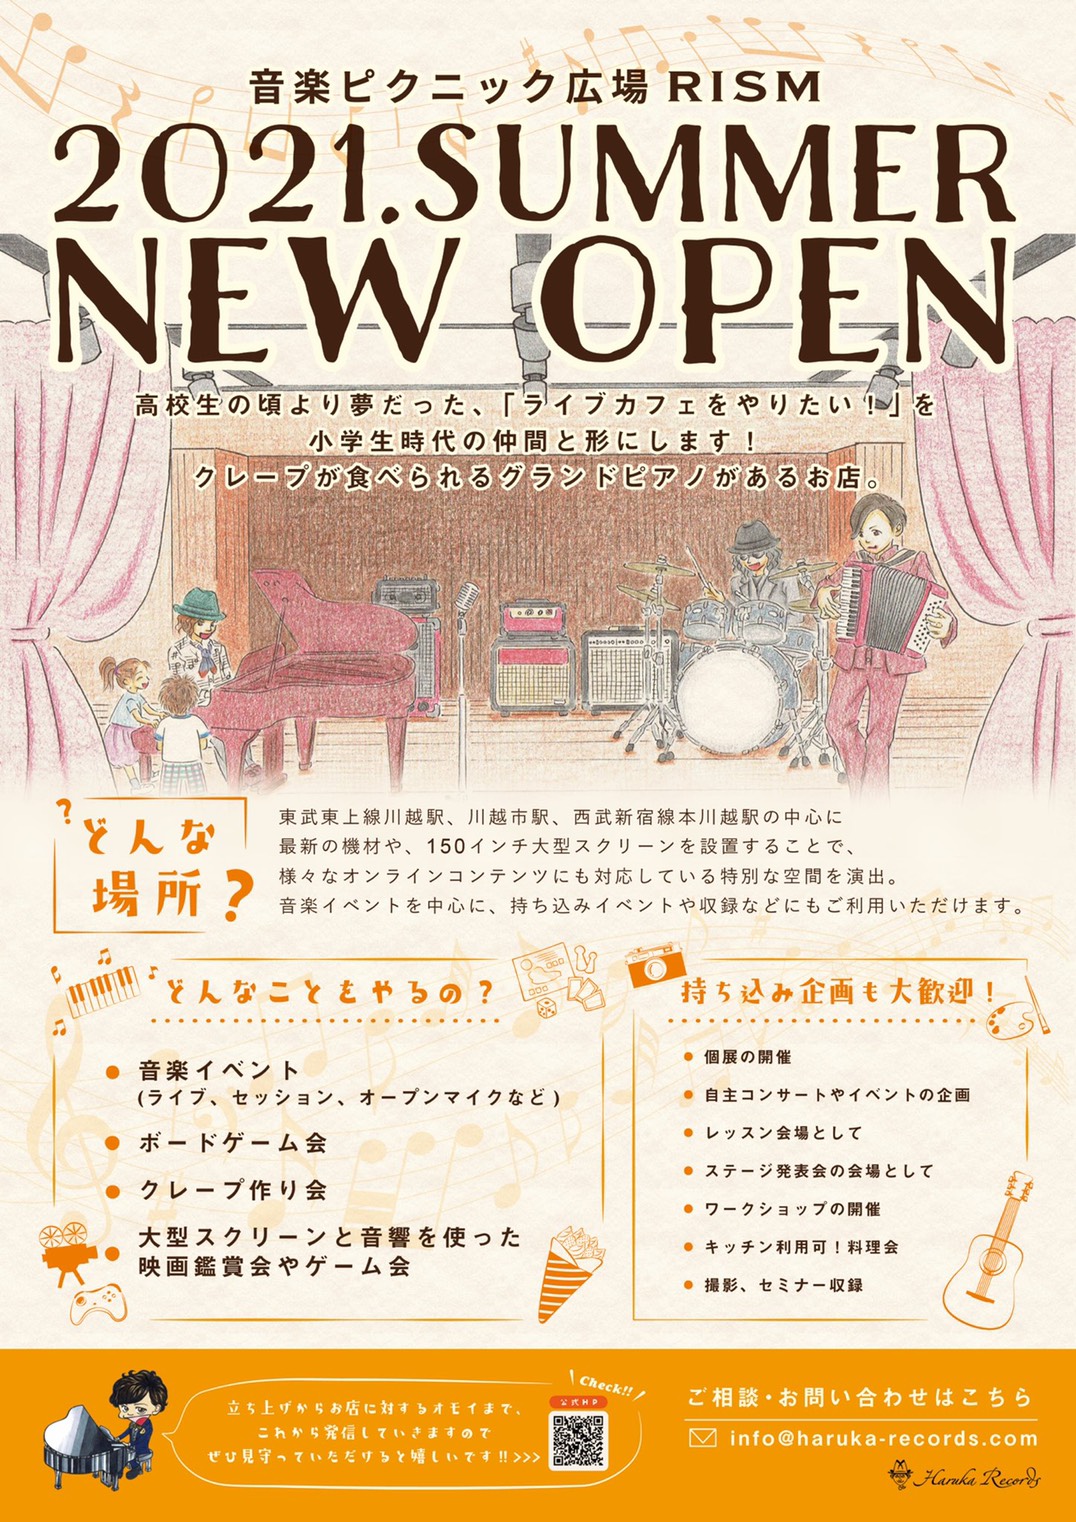 音楽ピクニック広場 RISM
2021.SUMMER
NEW OPEN
高校生の頃より夢だった、「ライブカフェをやりたい！」を
小学生時代の仲間と形にします！
クレープが食べられるグランドピアノがあるお店。
?どんな
場所?
東武東上線川越駅、川越市駅、西武新宿線本川越駅の中心に
最新の機材や、150インチ大型スクリーンを設置することで、
様々なオンラインコンテンツにも対応している特別な空間を演出。
音楽イベントを中心に、持ち込みイベントや収録などにもご利用いただけます。
どんなことをやるの？
● 音楽イベント
(ライブ、セッション、オープンマイクなど)
● ボードゲーム会
● クレープ作り会
● 大型スクリーンと音響を使った
映画鑑賞会やゲーム会
持ち込み企画も大歓迎！
● 個展の開催
● 自主コンサートやイベントの企画
● レッスン会場として
● ステージ発表会の会場として
● ワークショップの開催
● キッチン利用可！料理会
● 撮影、セミナー収録
立ち上げからお店に対するオモイまで、
これから発信していきますので
ぜひ見守っていただけると嬉しいです!!>>>
Check!!
公式HP
ご相談・お問い合わせはこちら
info@haruka-records.com
Haruka Records